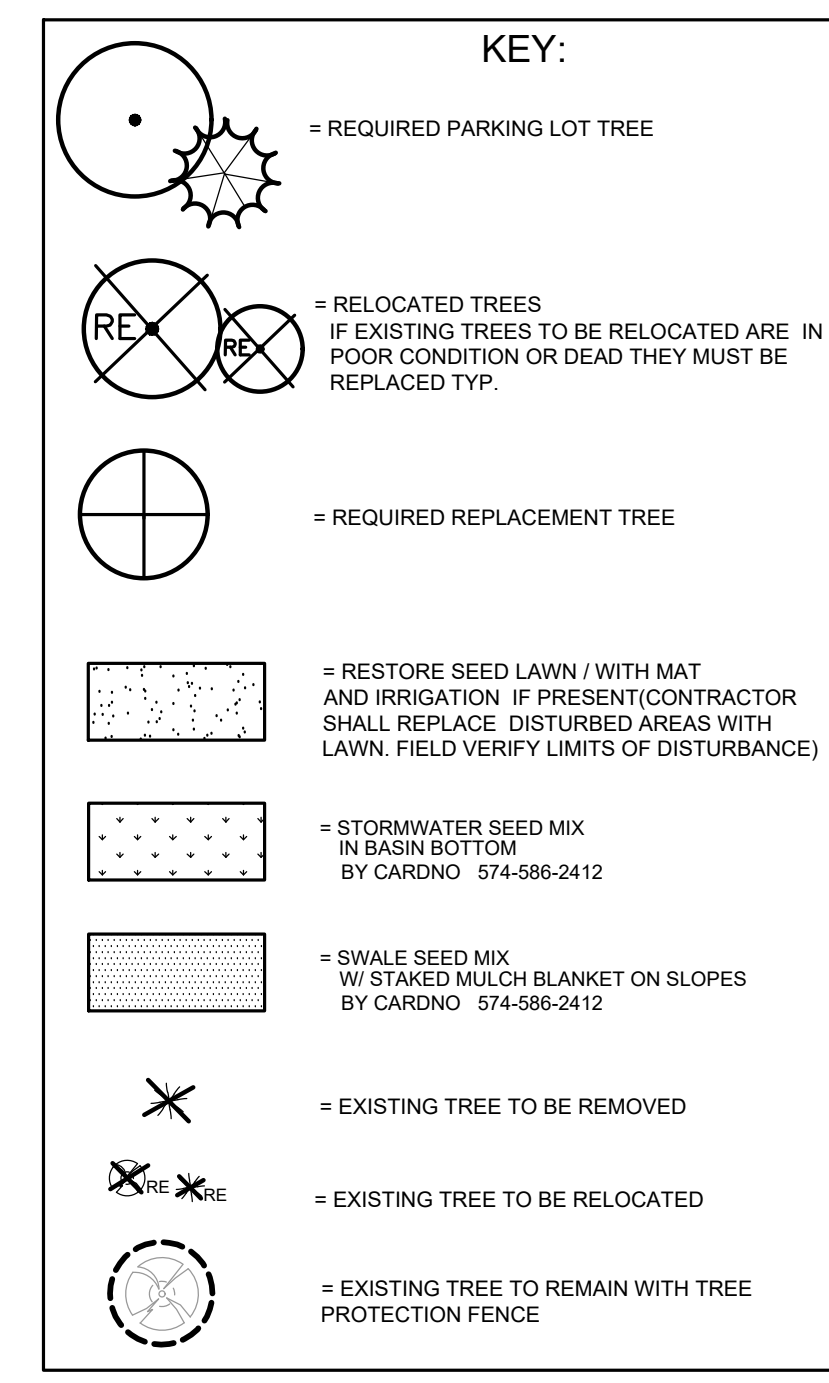 KEY:
= REQUIRED PARKING LOT TREE
= RELOCATED TREES
RE
RE
IF EXISTING TREES TO BE RELOCATED ARE IN
POOR CONDITION OR DEAD THEY MUST BE
REPLACED TYP.
= REQUIRED REPLACEMENT TREE
= RESTORE SEED LAWN / WITH MAT
AND IRRIGATION IF PRESENT(CONTRACTOR
SHALL REPLACE DISTURBED AREAS WITH
LAWN. FIELD VERIFY LIMITS OF DISTURBANCE)
= STORMWATER SEED MIX
IN BASIN BOTTOM
BY CARDNO 574-586-2412
= SWALE SEED MIX
W/ STAKED MULCH BLANKET ON SLOPES
BY CARDNO 574-586-2412
= EXISTING TREE TO BE REMOVED
RE RE
= EXISTING TREE TO BE RELOCATED
= EXISTING TREE TO REMAIN WITH TREE
PROTECTION FENCE